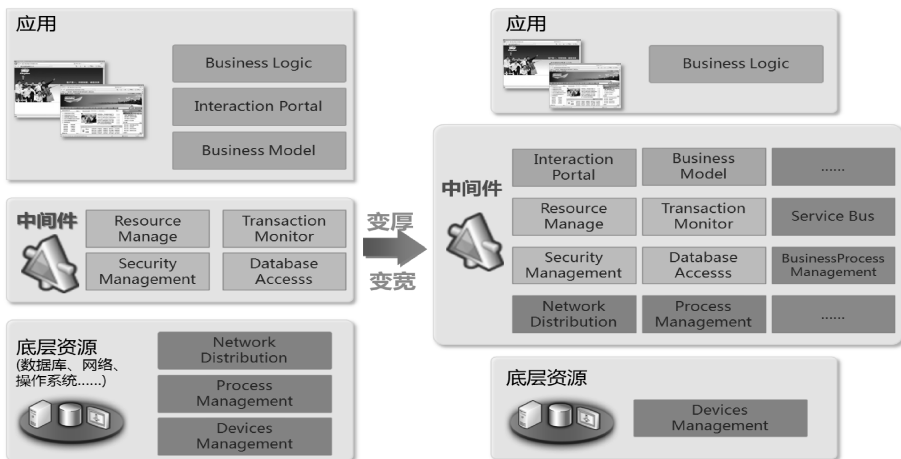 应用
Business Logic
Interaction Portal
Business Model
中间件
Resource
Manage
Transaction
Monitor
Security
Management
Database
Accesss
底层资源
(数据库、网络、
操作系统……)
Network
Distribution
Process
Management
Devices
Management
变厚
变宽
应用
Business Logic
中间件
Interaction
Portal
Business
Model
……
Resource
Manage
Transaction
Monitor
Service Bus
Security
Management
Database
Accesss
BusinessProcess
Management
Network
Distribution
Process
Management
……
底层资源
Devices
Management